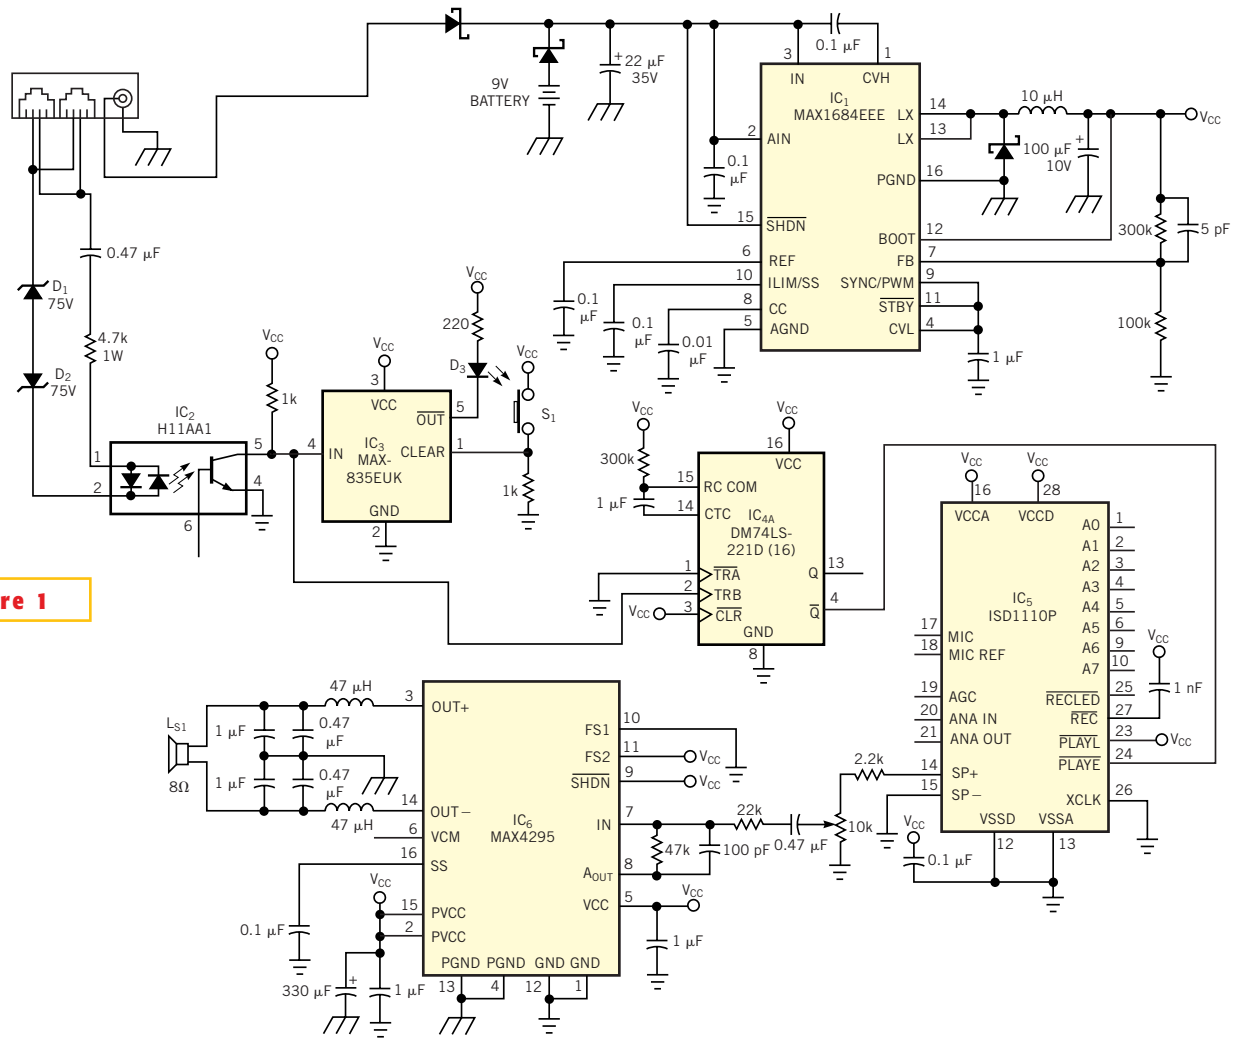 0.1 µF
22 µF
35V
9V
BATTERY
3
1
IN
CVH
IC1
MAX1684EEE
LX
14
10 µH
VCC
LX
13
2
AIN
100 µF
10V
0.1
µF
PGND
16
15
SHDN
BOOT
12
300k
5 pF
6
REF
FB
7
10
ILIM/SS
SYNC/PWM
9
8
CC
STBY
11
5
AGND
CVL
4
0.1
µF
0.1
µF
0.01
µF
1 µF
100k
0.47 µF
D1
75V
4.7k
1W
D2
75V
VCC
1k
IC2
H11AA1
1
2
5
4
6
VCC
3
VCC
4
IN
IC3
MAX-
835EUK
OUT
5
CLEAR
1
GND
2
VCC
220
D3
VCC
S1
1k
VCC
300k
1 µF
VCC
16
VCC
15
RC COM
14
CTC
IC4A
DM74LS-
221D (16)
1
TRA
2
TRB
VCC
3
CLR
Q
13
Q
4
GND
8
VCC
16
VCC
28
VCCA
VCCD
A0
1
A1
2
A2
3
A3
4
A4
5
A5
6
A6
9
A7
10
IC5
ISD1110P
17
MIC
18
MIC REF
19
AGC
20
ANA IN
21
ANA OUT
14
SP+
15
SP−
RECLED
25
REC
27
PLAYL
23
VCC
PLAYE
24
XCLK
26
VCC
1 nF
VSSD
VSSA
12
13
VCC
0.1 µF
re 1
LS1
8Ω
1 µF
0.47
µF
47 µH
1 µF
0.47
µF
47 µH
3
OUT+
14
OUT−
6
VCM
16
SS
15
PVCC
2
PVCC
IC6
MAX4295
FS1
10
FS2
11
VCC
SHDN
9
VCC
IN
7
AOUT
8
VCC
5
VCC
22k
0.47 µF
2.2k
10k
47k
100 pF
1 µF
0.1 µF
VCC
330 µF
1 µF
PGND
PGND
GND
GND
13
4
12
1